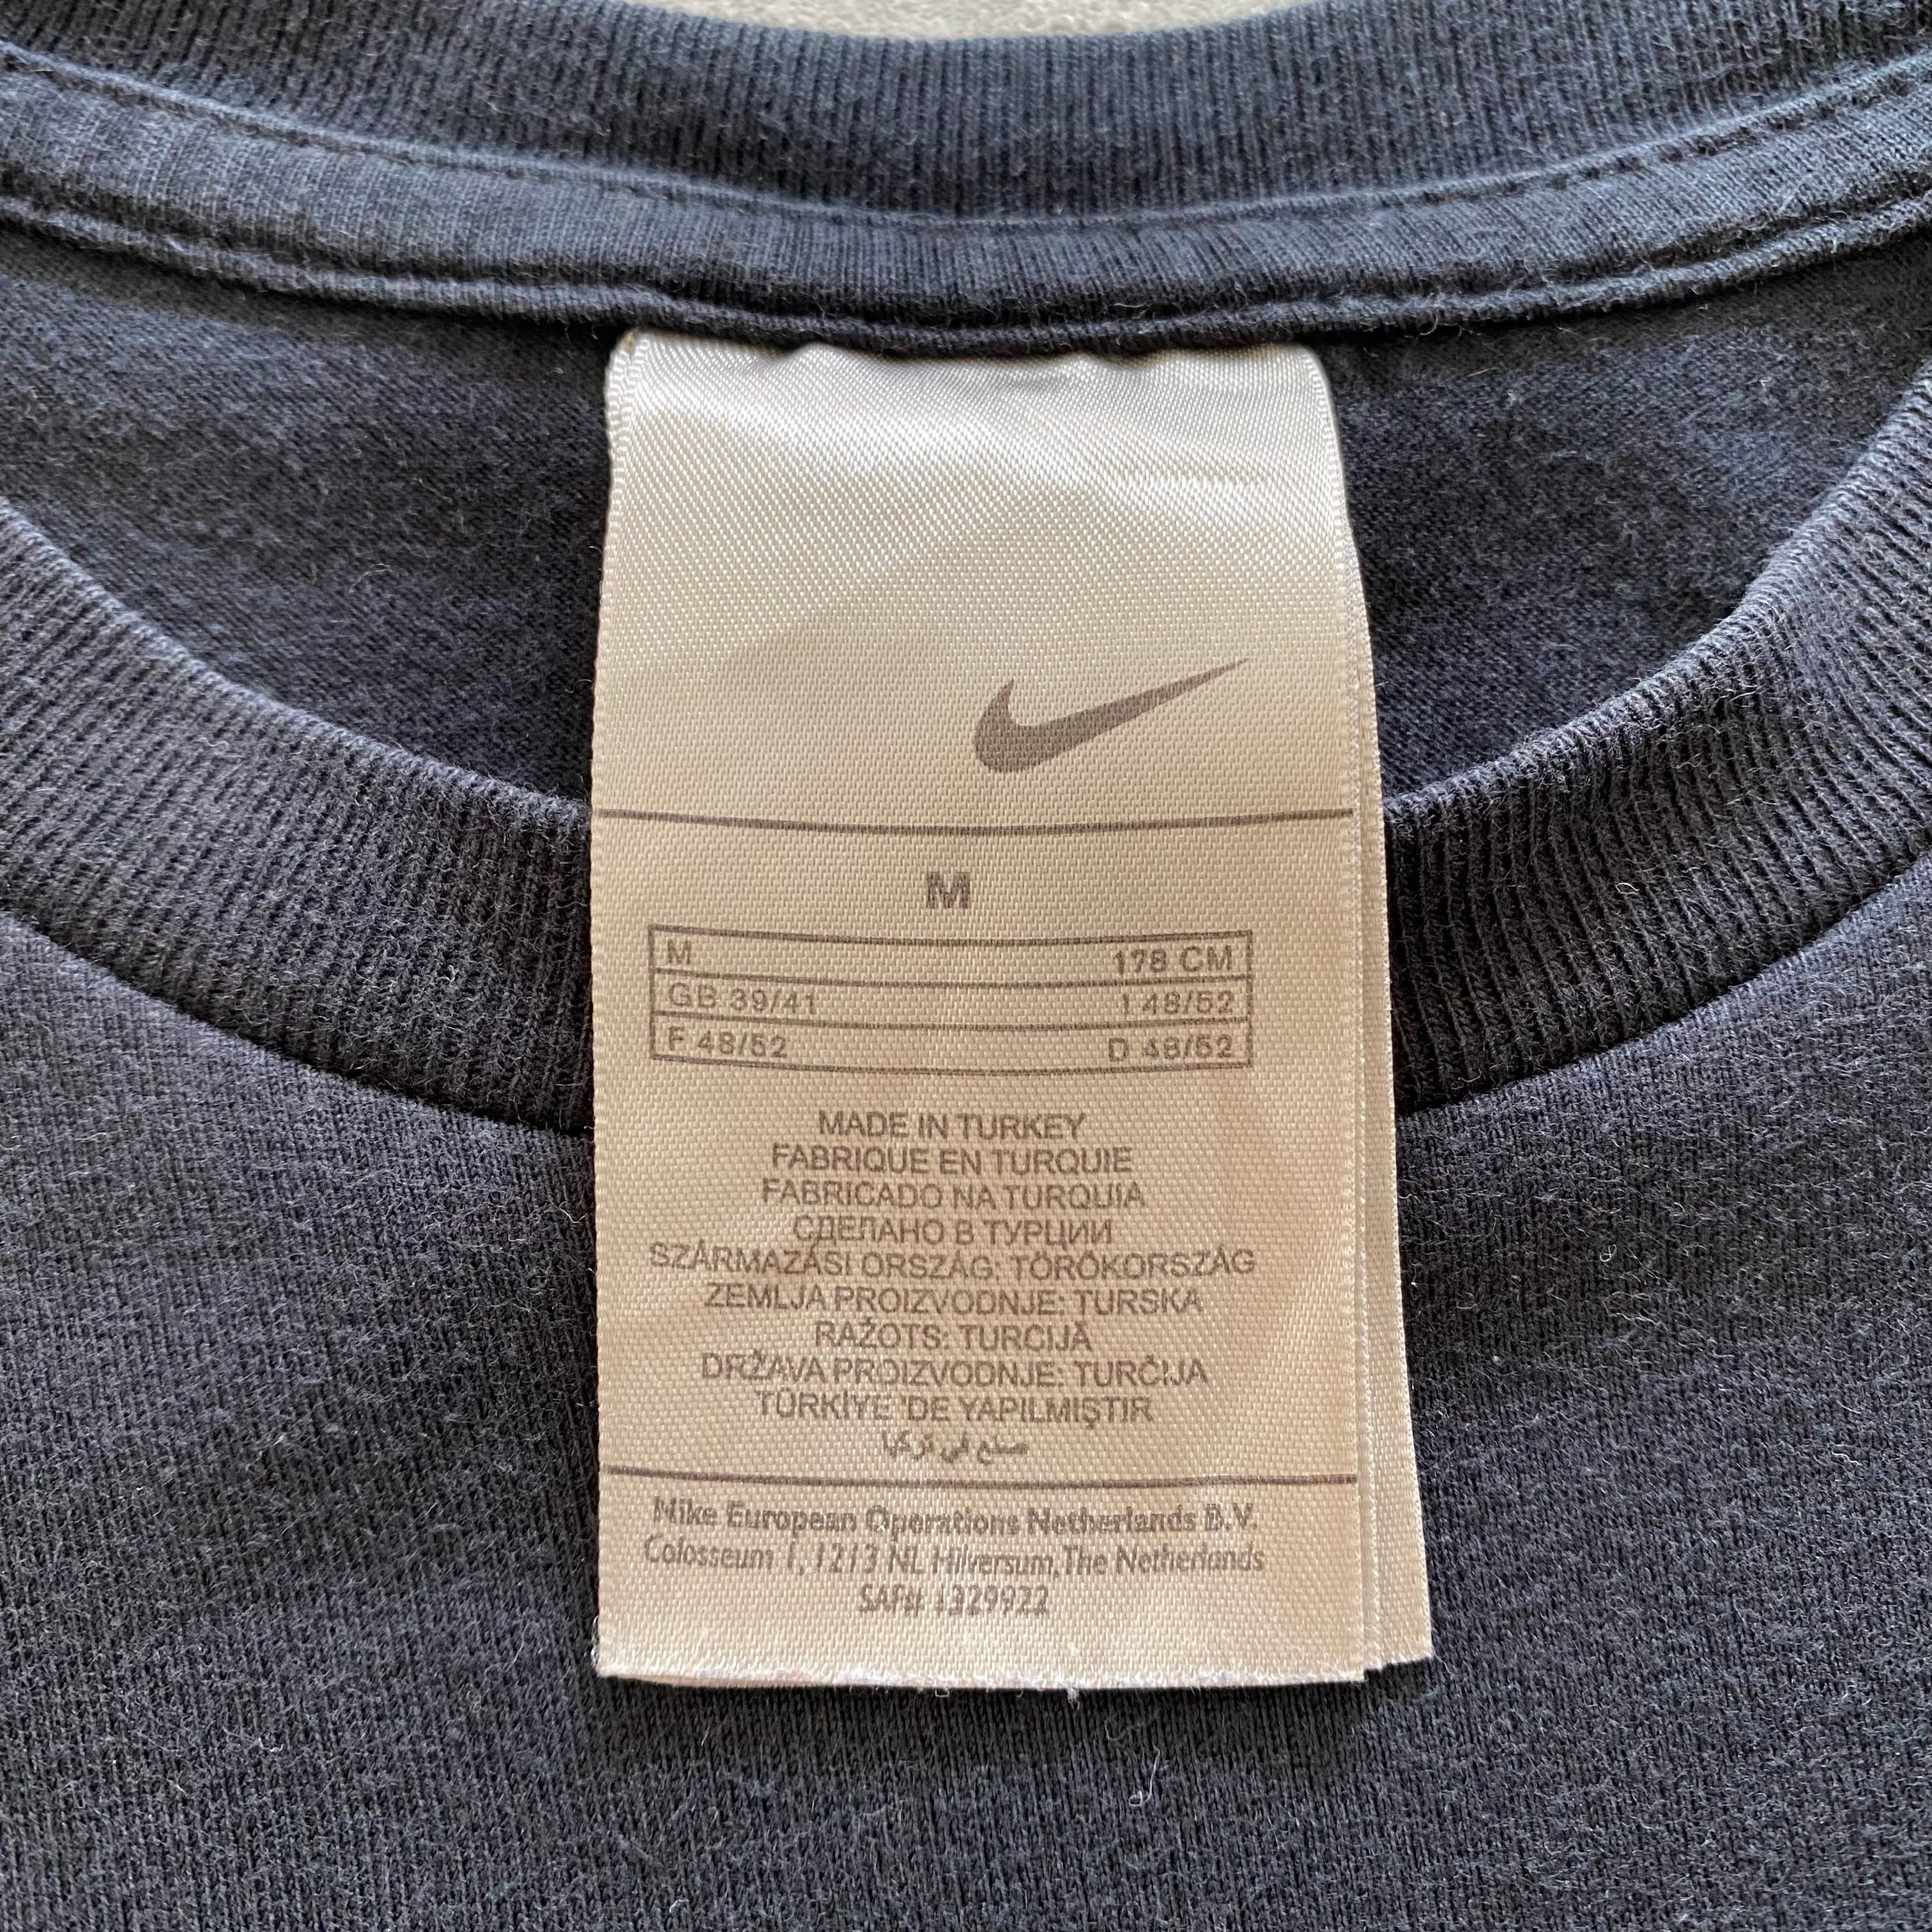 M
M 178 CM
GB 39/41 I 48/52
F 48/52 D 48/52
MADE IN TURKEY
FABRIQUE EN TURQUIE
FABRICADO NA TURQUIA
СДЕЛАНО В ТУРЦИИ
SZÁRMAZÁSI ORSZÁG: TÖRÖKORSZÁG
ZEMLJA PROIZVODNJE: TURSKA
RAŽOTS: TURCIJĀ
DRŽAVA PROIZVODNJE: TURČIJA
TÜRKİYE 'DE YAPILMIŞTIR
صنع في تركيا
Nike European Operations Netherlands B.V.
Colosseum 1, 1213 NL Hilversum, The Netherlands
SAF# 1329922